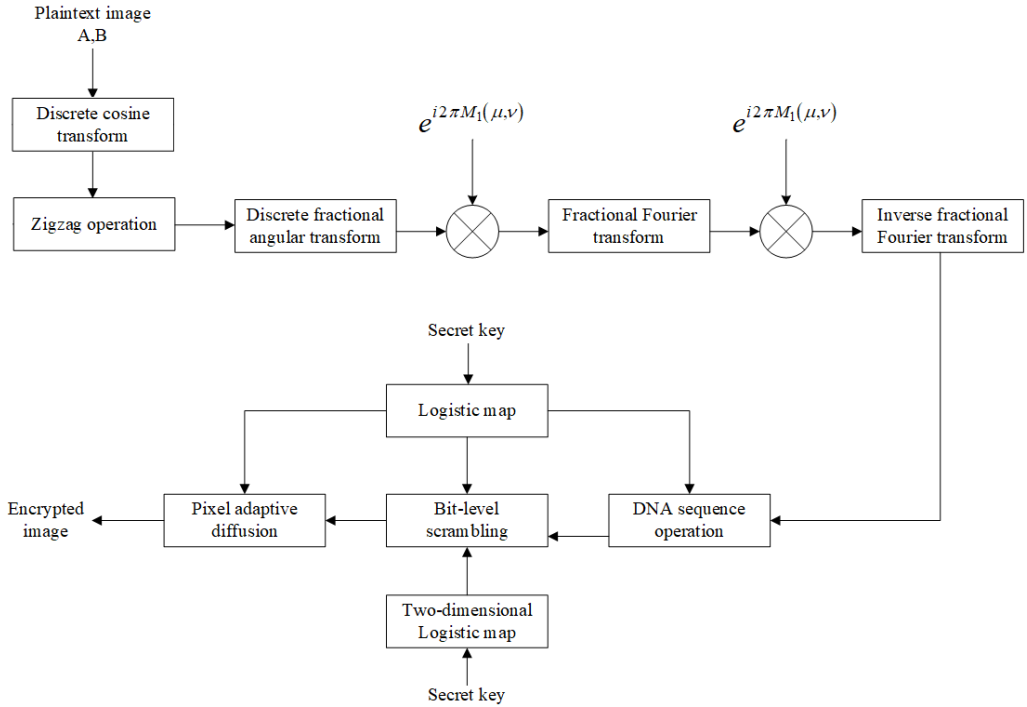 Plaintext image
A,B
Discrete cosine
transform
Zigzag operation
Discrete fractional
angular transform
e^{i2πM_1(μ,ν)}
Fractional Fourier
transform
e^{i2πM_1(μ,ν)}
Inverse fractional
Fourier transform
Secret key
Logistic map
Encrypted
image
Pixel adaptive
diffusion
Bit-level
scrambling
DNA sequence
operation
Two-dimensional
Logistic map
Secret key